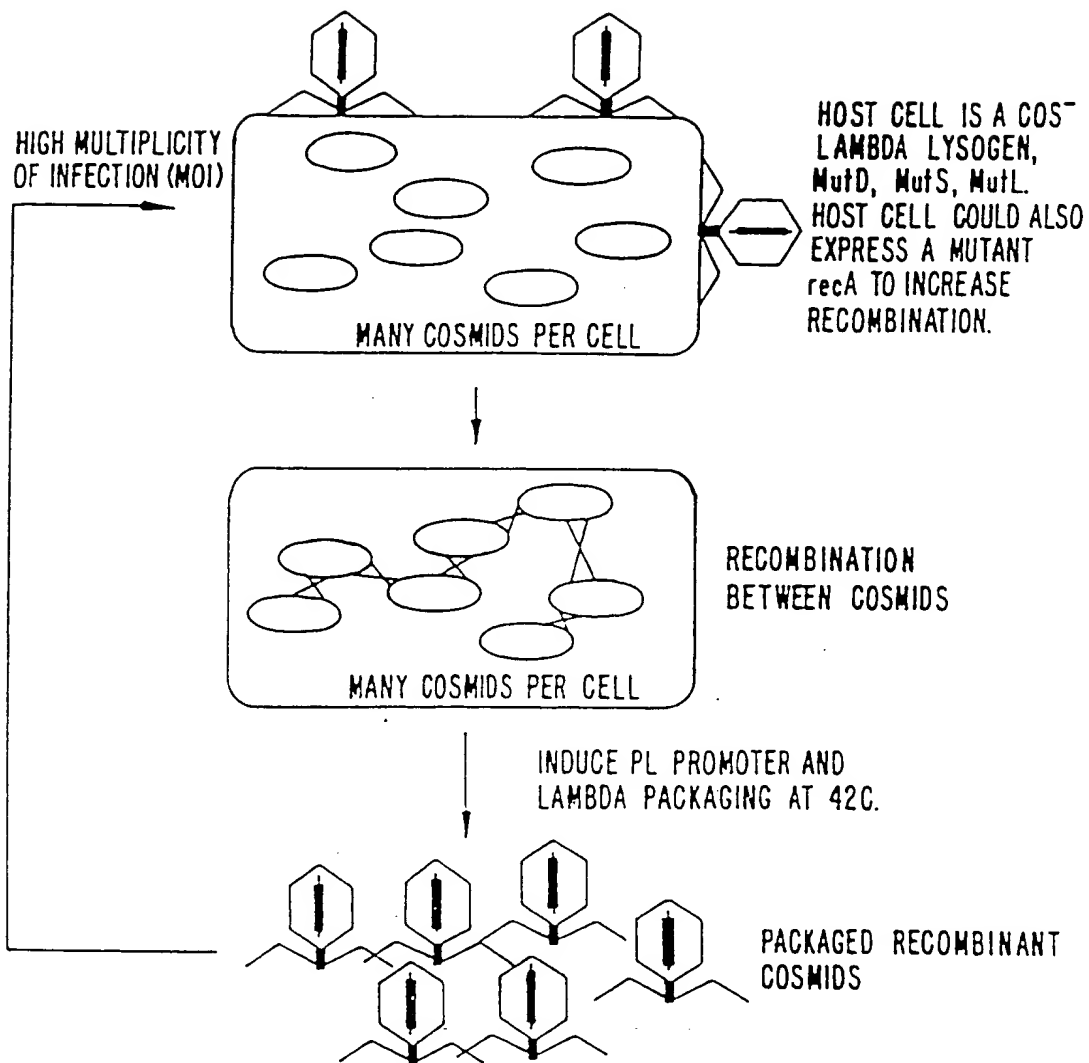 HIGH MULTIPLICITY
OF INFECTION (MOI)
HOST CELL IS A COS-
LAMBDA LYSOGEN,
MutD, MutS, MutL.
HOST CELL COULD ALSO
EXPRESS A MUTANT
recA TO INCREASE
RECOMBINATION.
MANY COSMIDS PER CELL
RECOMBINATION
BETWEEN COSMIDS
MANY COSMIDS PER CELL
INDUCE PL PROMOTER AND
LAMBDA PACKAGING AT 42C.
PACKAGED RECOMBINANT
COSMIDS